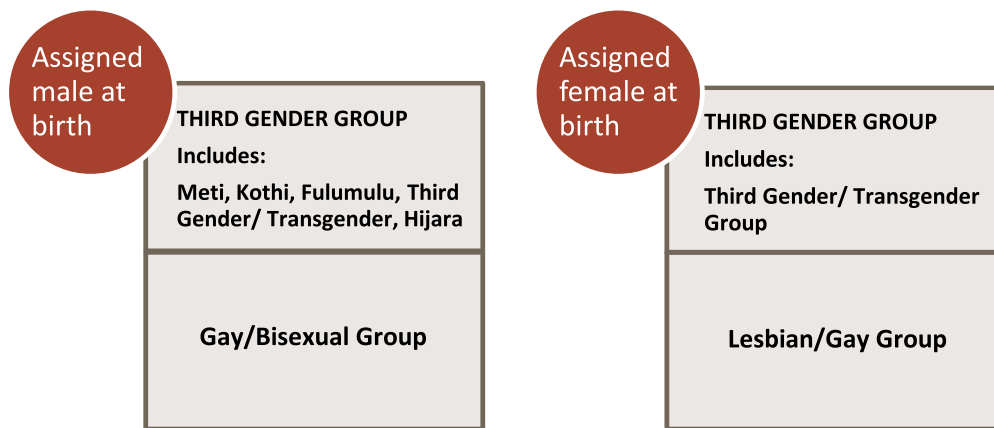 Assigned
male at
birth
THIRD GENDER GROUP
Includes:
Meti, Kothi, Fulumulu, Third
Gender/ Transgender, Hijara
Gay/Bisexual Group
Assigned
female at
birth
THIRD GENDER GROUP
Includes:
Third Gender/ Transgender
Group
Lesbian/Gay Group